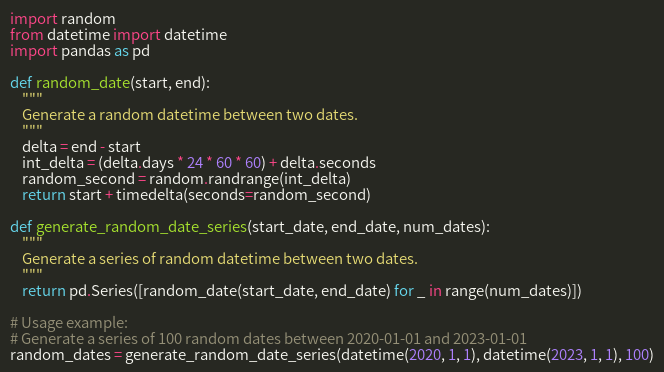 import random
from datetime import datetime
import pandas as pd

def random_date(start, end):
    """
    Generate a random datetime between two dates.
    """
    delta = end - start
    int_delta = (delta.days * 24 * 60 * 60) + delta.seconds
    random_second = random.randrange(int_delta)
    return start + timedelta(seconds=random_second)

def generate_random_date_series(start_date, end_date, num_dates):
    """
    Generate a series of random datetime between two dates.
    """
    return pd.Series([random_date(start_date, end_date) for _ in range(num_dates)])

# Usage example:
# Generate a series of 100 random dates between 2020-01-01 and 2023-01-01
random_dates = generate_random_date_series(datetime(2020, 1, 1), datetime(2023, 1, 1), 100)